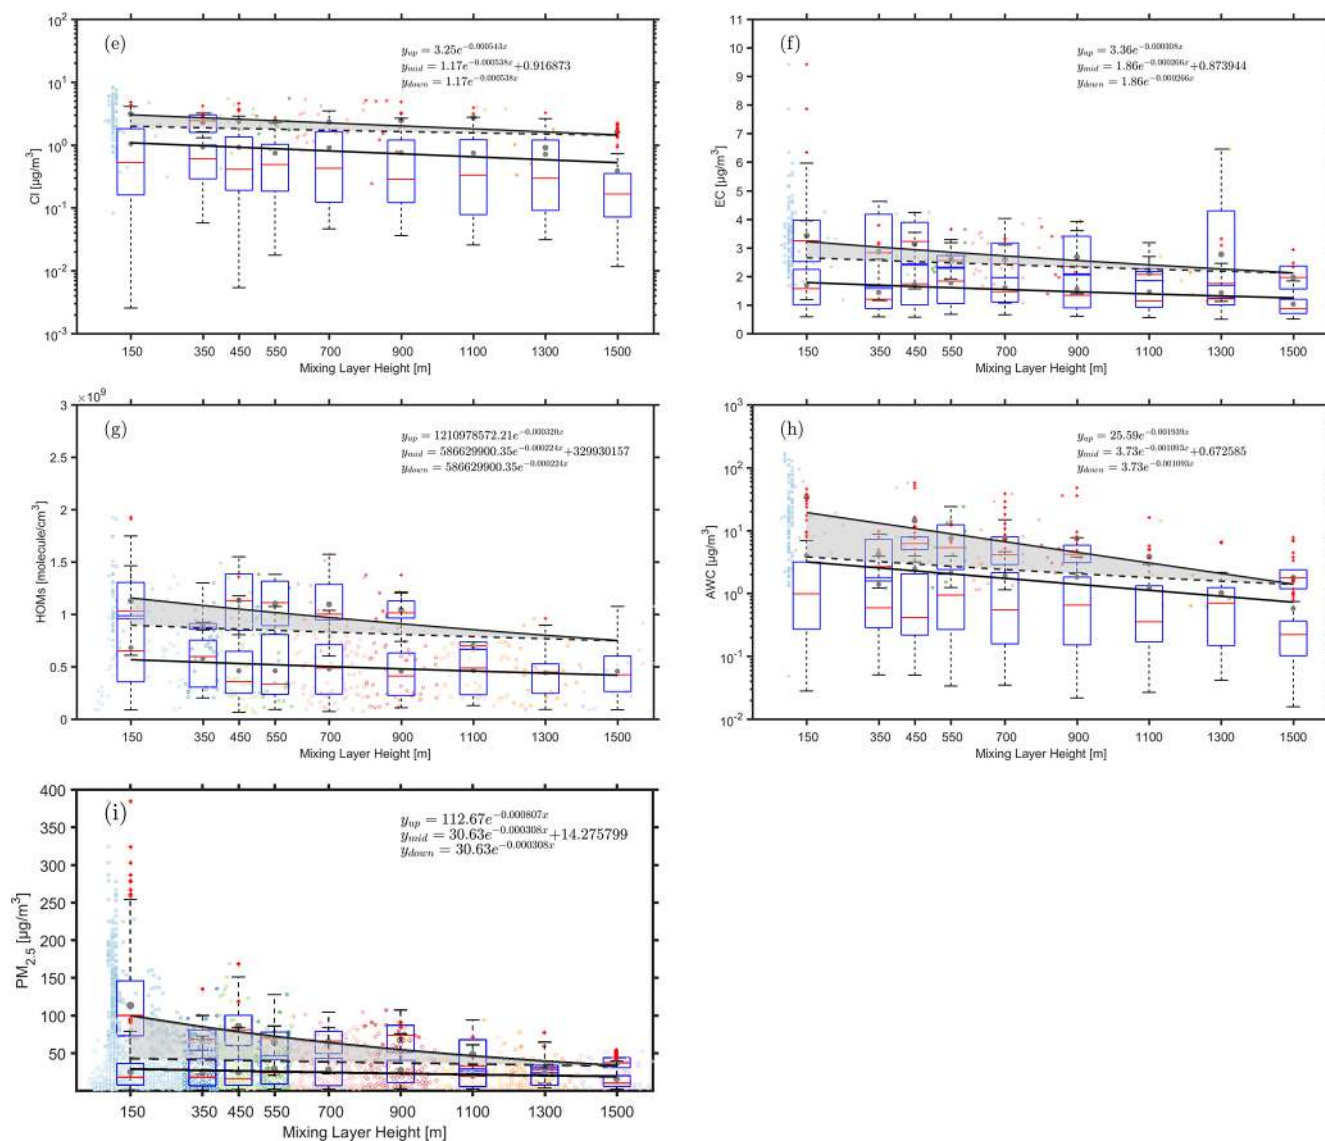 (e)
y_up = 3.25e^−0.000543x
y_mid = 1.17e^−0.000538x+0.916873
y_down = 1.17e^−0.000538x
Cl [µg/m³]
10²
10¹
10⁰
10⁻¹
10⁻²
10⁻³
150 350 450 550 700 900 1100 1300 1500
Mixing Layer Height [m]
(f)
y_up = 3.36e^−0.000308x
y_mid = 1.86e^−0.000266x+0.873944
y_down = 1.86e^−0.000266x
EC [µg/m³]
11
10
9
8
7
6
5
4
3
2
1
0
150 350 450 550 700 900 1100 1300 1500
Mixing Layer Height [m]
×10⁹
(g)
y_up = 1210978572.21e^−0.000320x
y_mid = 586629900.35e^−0.000224x+329930157
y_down = 586629900.35e^−0.000224x
HOMs [molecule/cm³]
3
2.5
2
1.5
1
0.5
0
150 350 450 550 700 900 1100 1300 1500
Mixing Layer Height [m]
(h)
y_up = 25.59e^−0.001939x
y_mid = 3.73e^−0.001093x+0.672585
y_down = 3.73e^−0.001093x
AWC [µg/m³]
10³
10²
10¹
10⁰
10⁻¹
10⁻²
150 350 450 550 700 900 1100 1300 1500
Mixing Layer Height [m]
(i)
y_up = 112.67e^−0.000807x
y_mid = 30.63e^−0.000308x+14.275799
y_down = 30.63e^−0.000308x
PM₂.₅ [µg/m³]
400
350
300
250
200
150
100
50
150 350 450 550 700 900 1100 1300 1500
Mixing Layer Height [m]